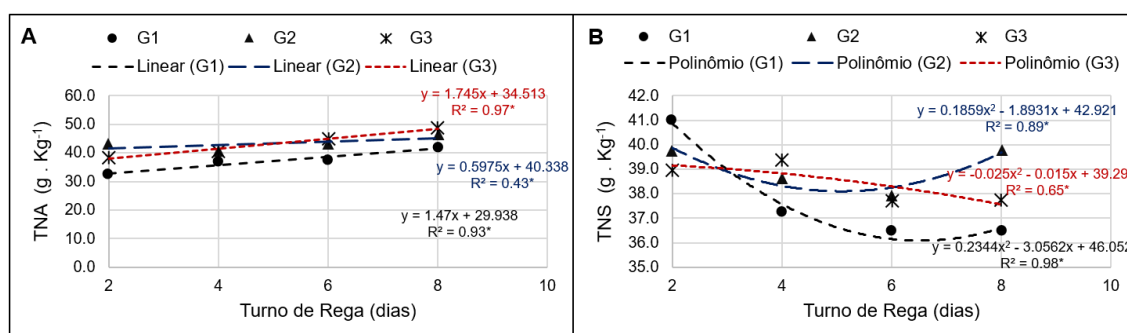 A
G1 G2 G3
Linear (G1) Linear (G2) Linear (G3)
60.0
50.0
40.0
30.0
20.0
10.0
0.0
TNA (g . Kg-1)
y = 1.745x + 34.513
R² = 0.97*
y = 0.5975x + 40.338
R² = 0.43*
y = 1.47x + 29.938
R² = 0.93*
2 4 6 8 10
Turno de Rega (dias)
B
G1 G2 G3
Polinômio (G1) Polinômio (G2) Polinômio (G3)
42.0
41.0
40.0
39.0
38.0
37.0
36.0
35.0
TNS (g . Kg-1)
y = 0.1859x² - 1.8931x + 42.921
R² = 0.89*
y = -0.025x² - 0.015x + 39.29
R² = 0.65*
y = 0.2344x² - 3.0562x + 46.052
R² = 0.98*
2 4 6 8 10
Turno de Rega (dias)